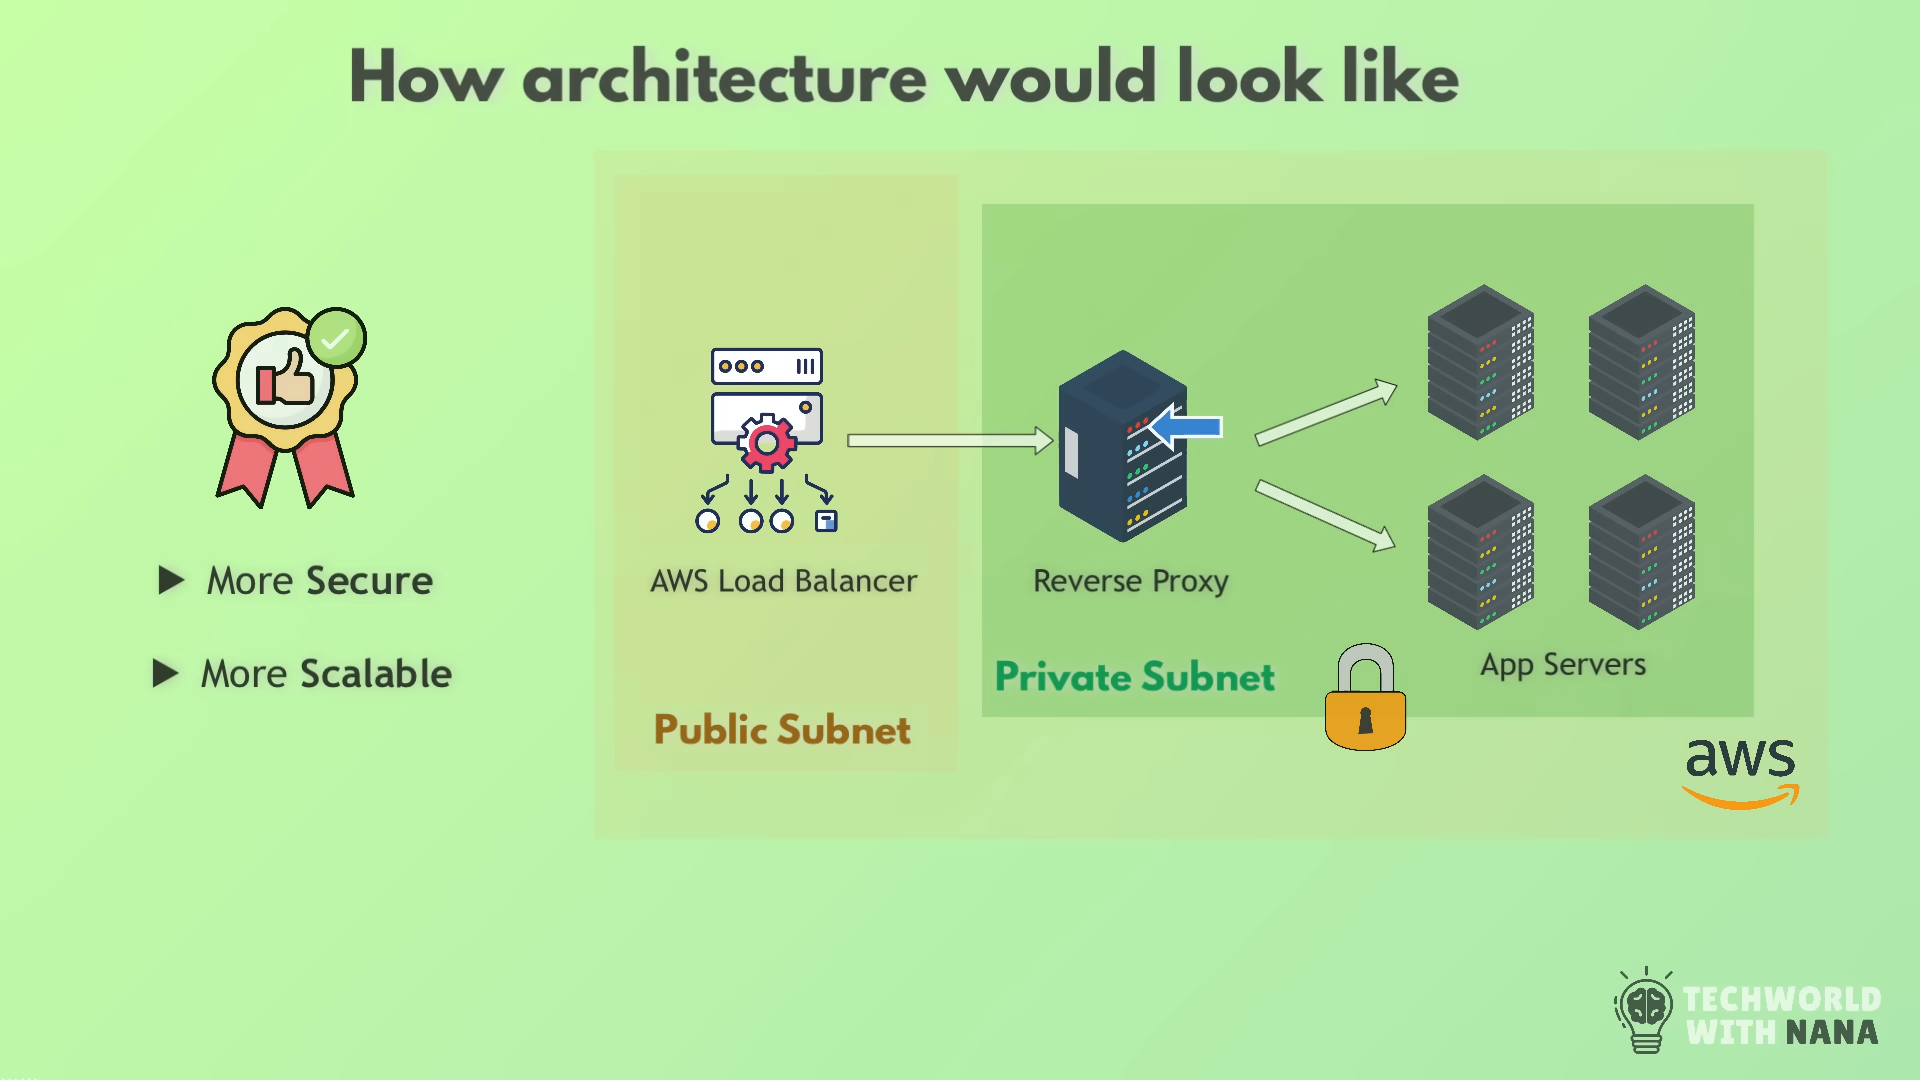 How architecture would look like
More Secure
More Scalable
AWS Load Balancer
Public Subnet
Reverse Proxy
Private Subnet
App Servers
aws
TECHWORLD
WITH NANA